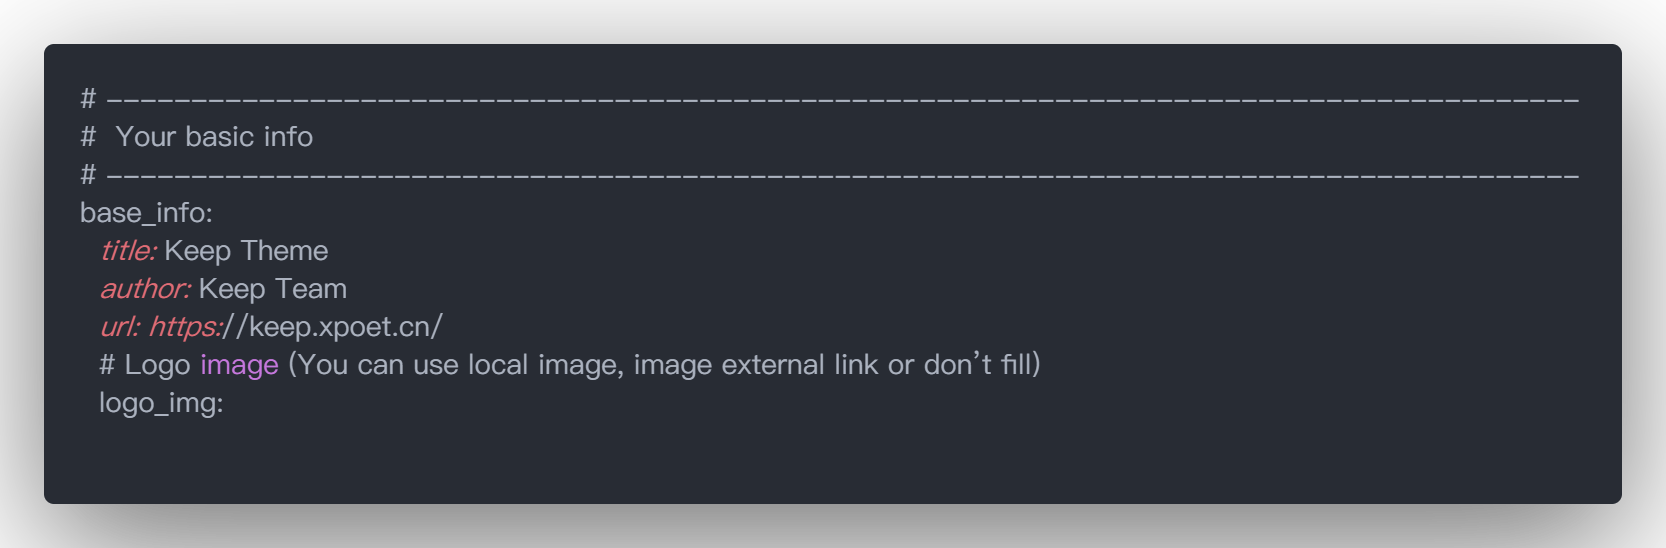 # ------------------------------------------------------------------------------------------
#  Your basic info
# ------------------------------------------------------------------------------------------
base_info:
  title: Keep Theme
  author: Keep Team
  url: https://keep.xpoet.cn/
  # Logo image (You can use local image, image external link or don’t fill)
  logo_img: